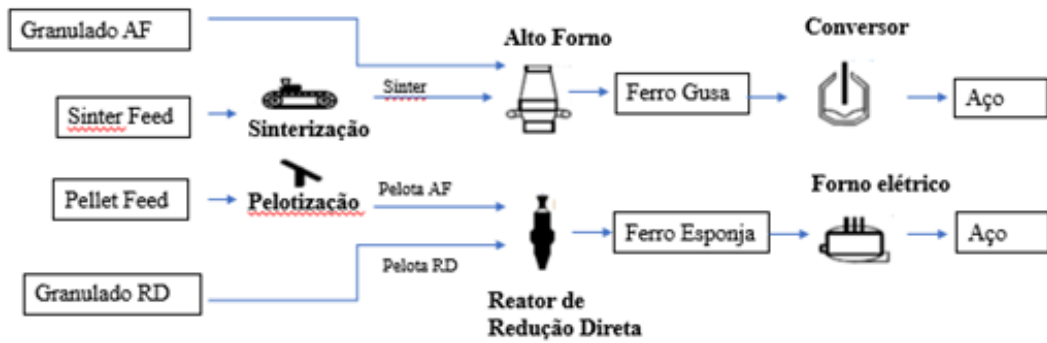 Granulado AF
Alto Forno
Conversor
Sinter Feed
Sinterização
Sinter
Ferro Gusa
Aço
Pellet Feed
Pelotização
Pelota AF
Forno elétrico
Ferro Esponja
Aço
Granulado RD
Pelota RD
Reator de
Redução Direta